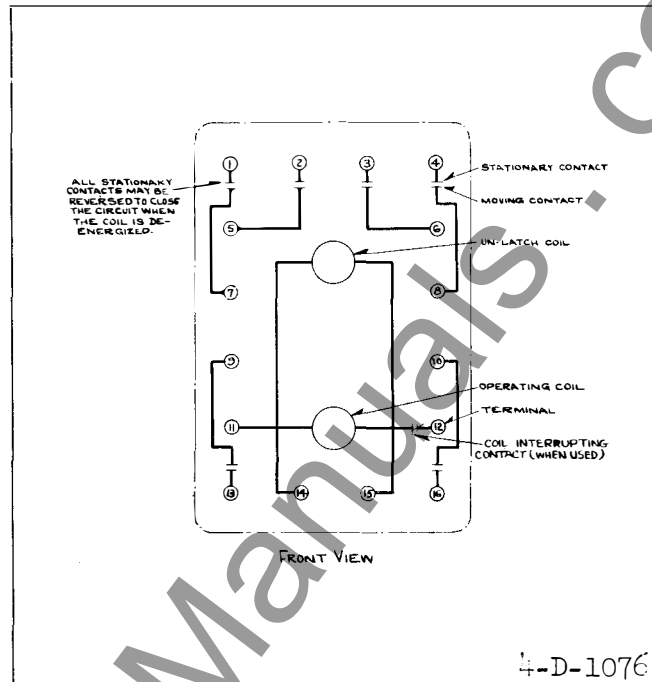 1
2
3
4
ALL STATIONARY
CONTACTS MAY BE
REVERSED TO CLOSE
THE CIRCUIT WHEN
THE COIL IS DE-
ENERGIZED.
STATIONARY CONTACT
MOVING CONTACT
5
6
UN-LATCH COIL
7
8
9
10
OPERATING COIL
TERMINAL
11
12
COIL INTERRUPTING
CONTACT (WHEN USED)
13
14
15
16
FRONT VIEW
4-D-1076
Manuals.